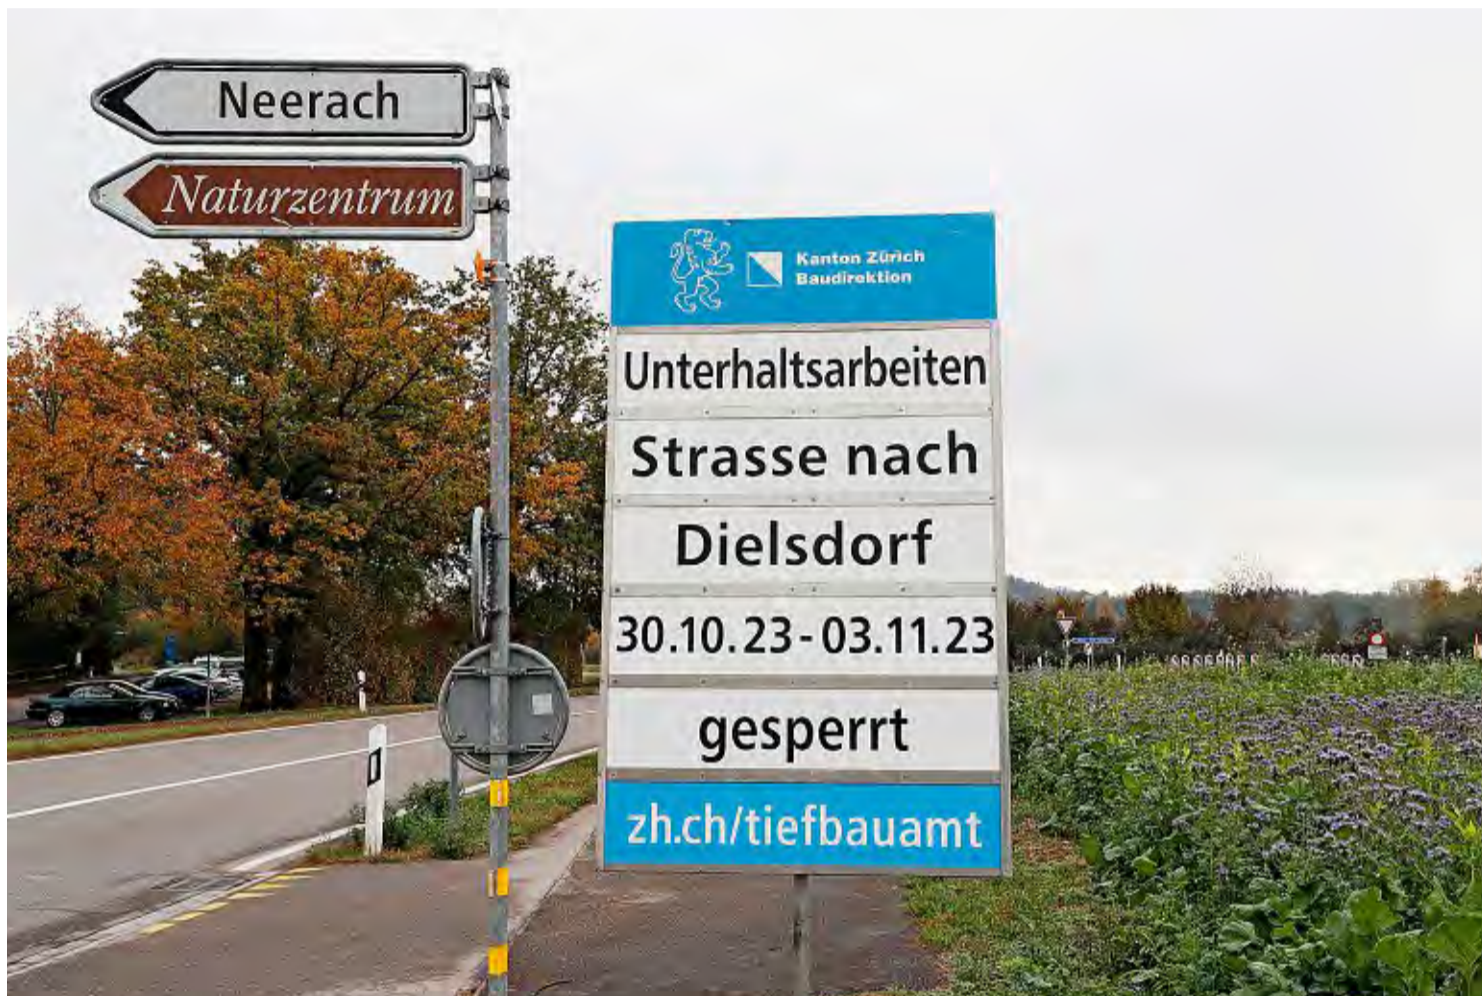 Neerach
Naturzentrum
Kanton Zürich
Baudirektion
Unterhaltsarbeiten
Strasse nach
Dielsdorf
30.10.23 - 03.11.23
gesperrt
zh.ch/tiefbauamt